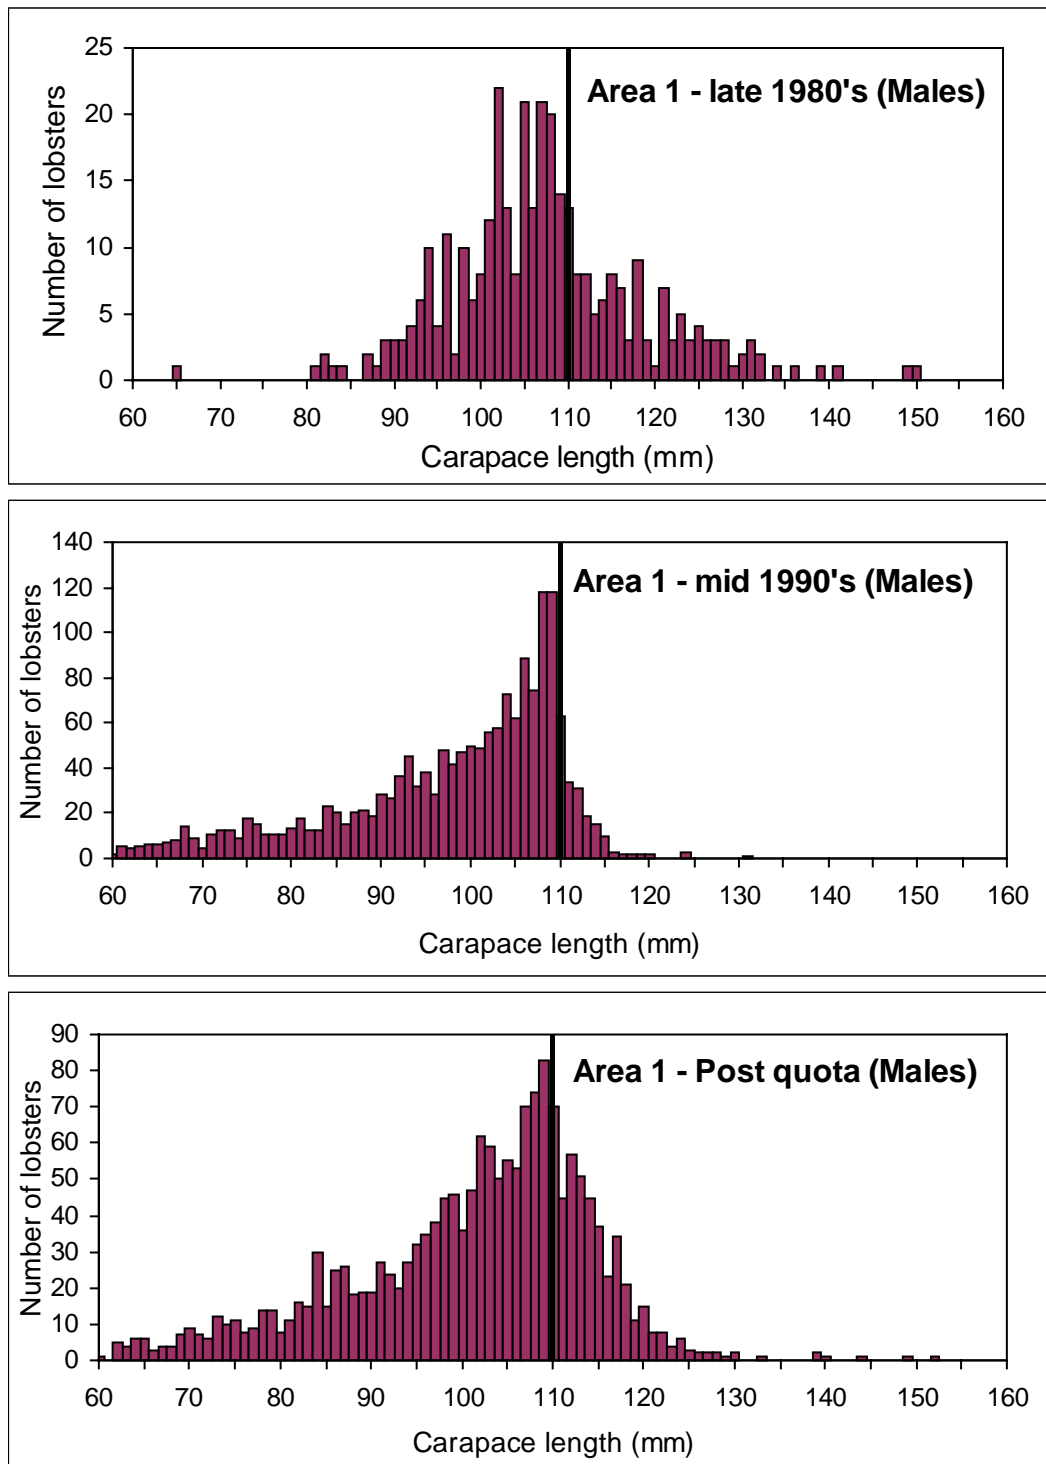 Area 1 - late 1980's (Males)
Number of lobsters
25
20
15
10
5
0
60 70 80 90 100 110 120 130 140 150 160
Carapace length (mm)
Area 1 - mid 1990's (Males)
Number of lobsters
140
120
100
80
60
40
20
0
60 70 80 90 100 110 120 130 140 150 160
Carapace length (mm)
Area 1 - Post quota (Males)
Number of lobsters
90
80
70
60
50
40
30
20
10
0
60 70 80 90 100 110 120 130 140 150 160
Carapace length (mm)